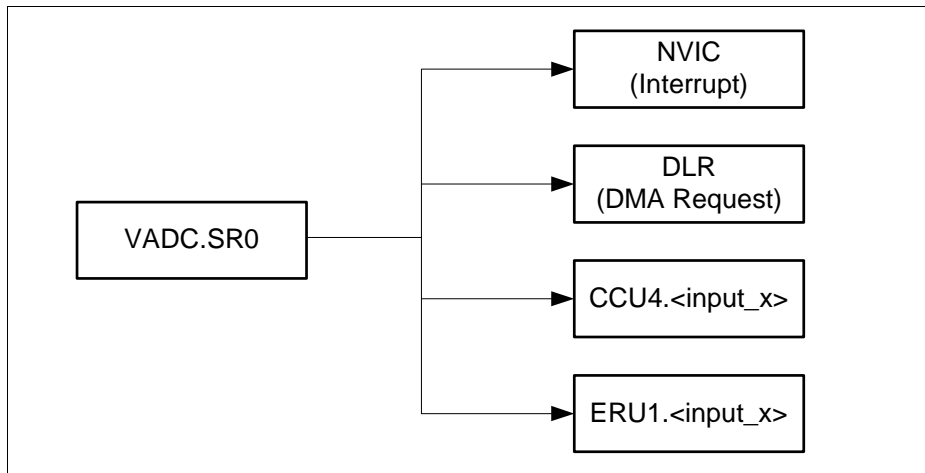 NVIC
(Interrupt)
DLR
(DMA Request)
VADC.SR0
CCU4.<input_x>
ERU1.<input_x>